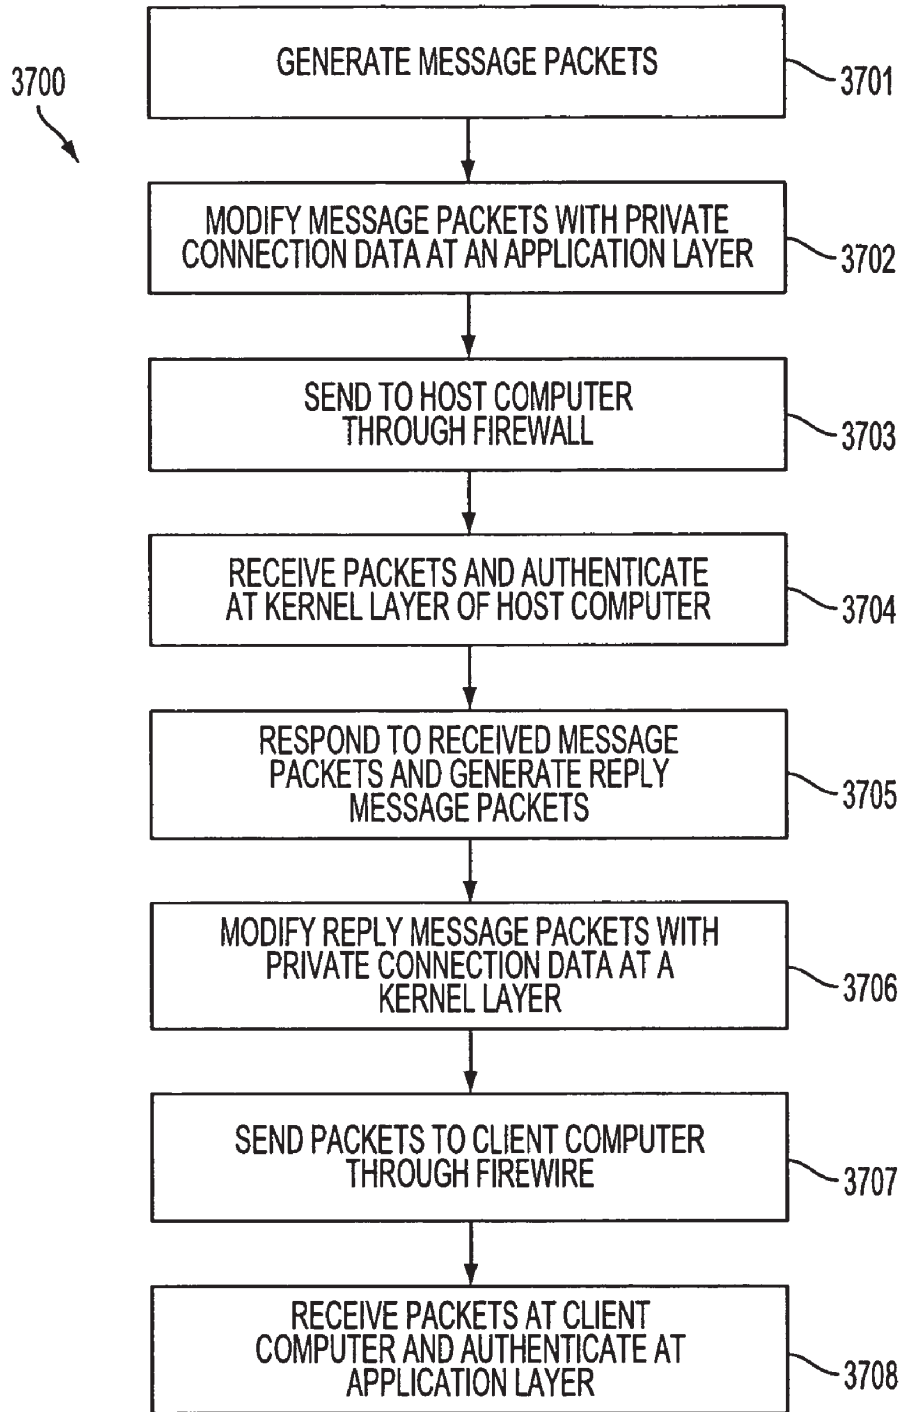 3700
GENERATE MESSAGE PACKETS
3701
MODIFY MESSAGE PACKETS WITH PRIVATE
CONNECTION DATA AT AN APPLICATION LAYER
3702
SEND TO HOST COMPUTER
THROUGH FIREWALL
3703
RECEIVE PACKETS AND AUTHENTICATE
AT KERNEL LAYER OF HOST COMPUTER
3704
RESPOND TO RECEIVED MESSAGE
PACKETS AND GENERATE REPLY
MESSAGE PACKETS
3705
MODIFY REPLY MESSAGE PACKETS WITH
PRIVATE CONNECTION DATA AT A
KERNEL LAYER
3706
SEND PACKETS TO CLIENT COMPUTER
THROUGH FIREWIRE
3707
RECEIVE PACKETS AT CLIENT
COMPUTER AND AUTHENTICATE AT
APPLICATION LAYER
3708